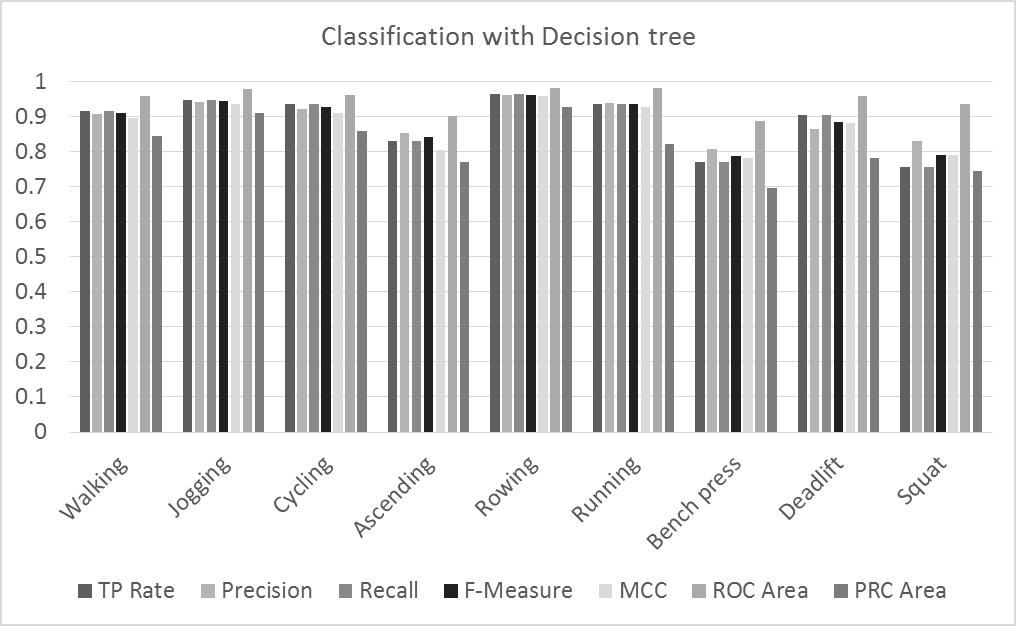 Classification with Decision tree
1
0.9
0.8
0.7
0.6
0.5
0.4
0.3
0.2
0.1
0
Walking
Jogging
Cycling
Ascending
Rowing
Running
Bench press
Deadlift
Squat
TP Rate Precision Recall F-Measure MCC ROC Area PRC Area